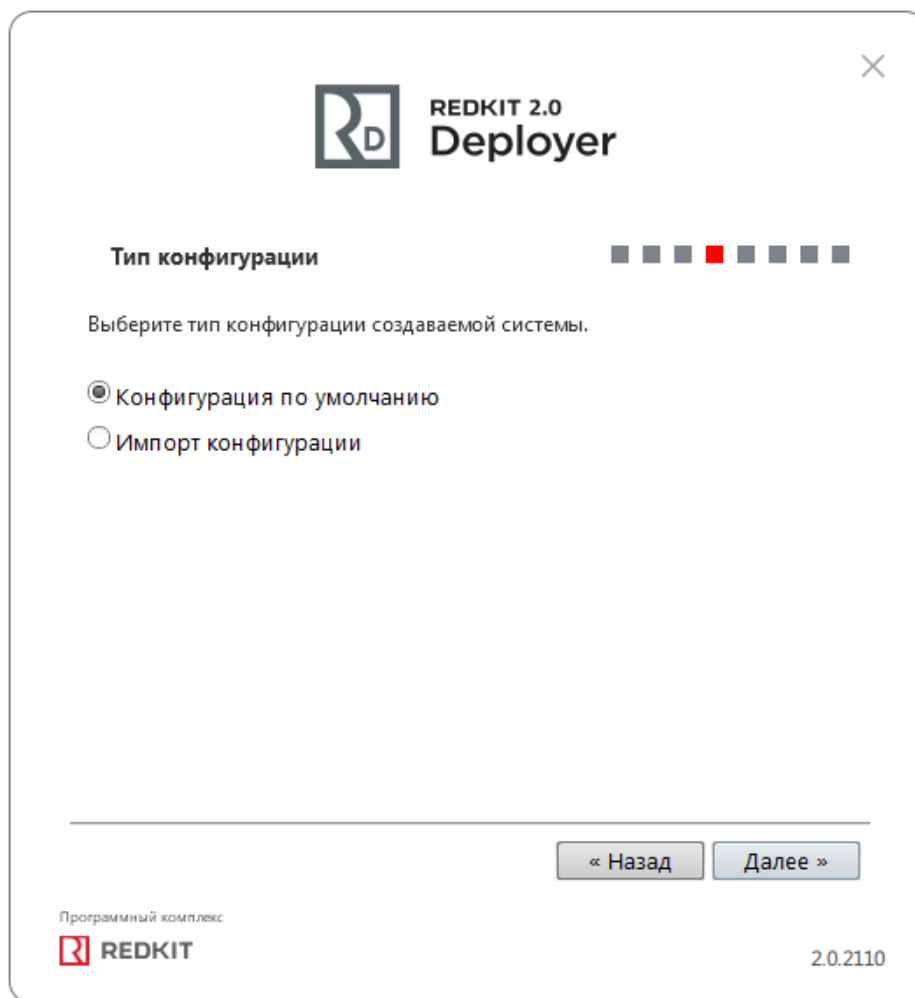 REDKIT 2.0
Deployer
Тип конфигурации
Выберите тип конфигурации создаваемой системы.
Конфигурация по умолчанию
Импорт конфигурации
« Назад
Далее »
Программный комплекс
REDKIT
2.0.2110